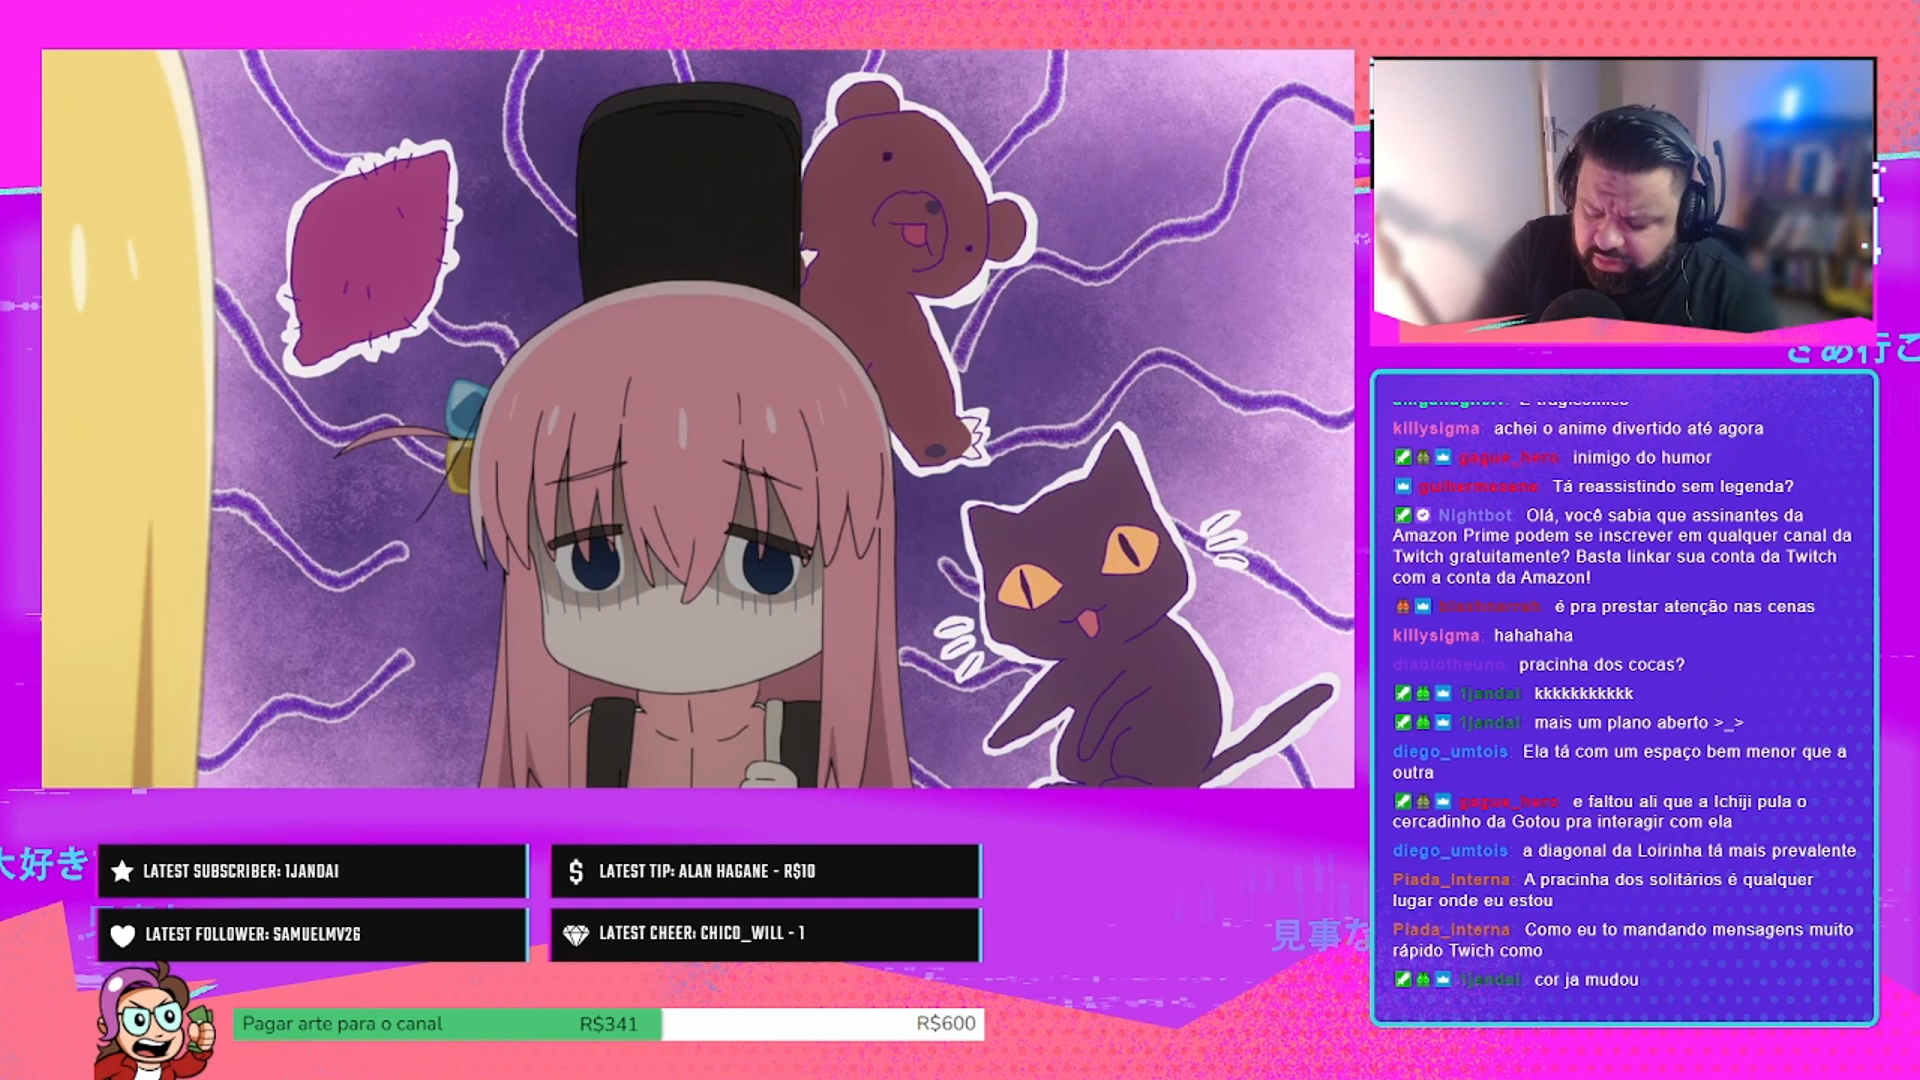 killysigma: achei o anime divertido até agora
gague_hero: inimigo do humor
Tá reassistindo sem legenda?
Nightbot: Olá, você sabia que assinantes da
Amazon Prime podem se inscrever em qualquer canal da
Twitch gratuitamente? Basta linkar sua conta da Twitch
com a conta da Amazon!
é pra prestar atenção nas cenas
killysigma: hahahaha
diablotheuno: pracinha dos cocas?
1jandai: kkkkkkkkkkk
1jandai: mais um plano aberto >_>
diego_umtois: Ela tá com um espaço bem menor que a
outra
gague_hero: e faltou ali que a Ichiji pula o
cercadinho da Gotou pra interagir com ela
diego_umtois: a diagonal da Loirinha tá mais prevalente
Piada_Interna: A pracinha dos solitários é qualquer
lugar onde eu estou
Piada_Interna: Como eu to mandando mensagens muito
rápido Twich como
1jandai: cor ja mudou
大好き
見事な
LATEST SUBSCRIBER: 1JANDAI
LATEST TIP: ALAN HAGANE - R$10
LATEST FOLLOWER: SAMUELMV26
LATEST CHEER: CHICO_WILL - 1
Pagar arte para o canal R$341 R$600